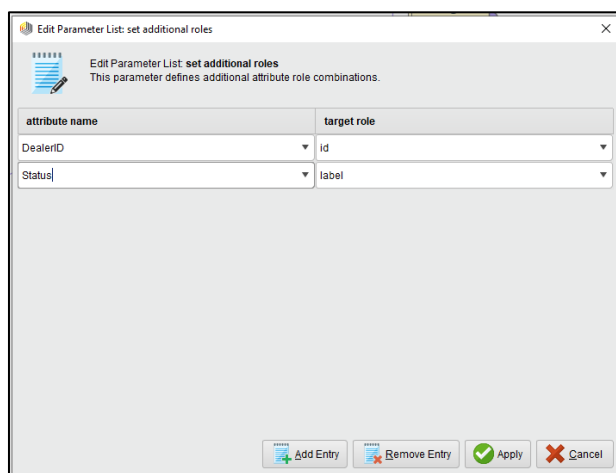 Edit Parameter List: set additional roles
Edit Parameter List: set additional roles
This parameter defines additional attribute role combinations.
attribute name target role
DealerID id
Status label
Add Entry Remove Entry Apply Cancel